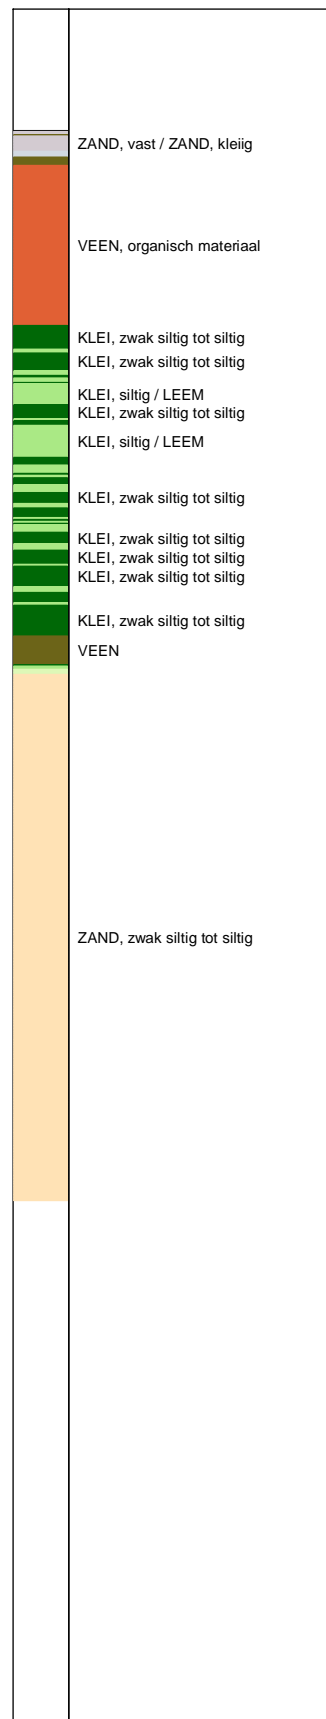 ZAND, vast / ZAND, kleiig
VEEN, organisch materiaal
KLEI, zwak siltig tot siltig
KLEI, zwak siltig tot siltig
KLEI, siltig / LEEM
KLEI, zwak siltig tot siltig
KLEI, siltig / LEEM
KLEI, zwak siltig tot siltig
KLEI, zwak siltig tot siltig
KLEI, zwak siltig tot siltig
KLEI, zwak siltig tot siltig
KLEI, zwak siltig tot siltig
VEEN
ZAND, zwak siltig tot siltig